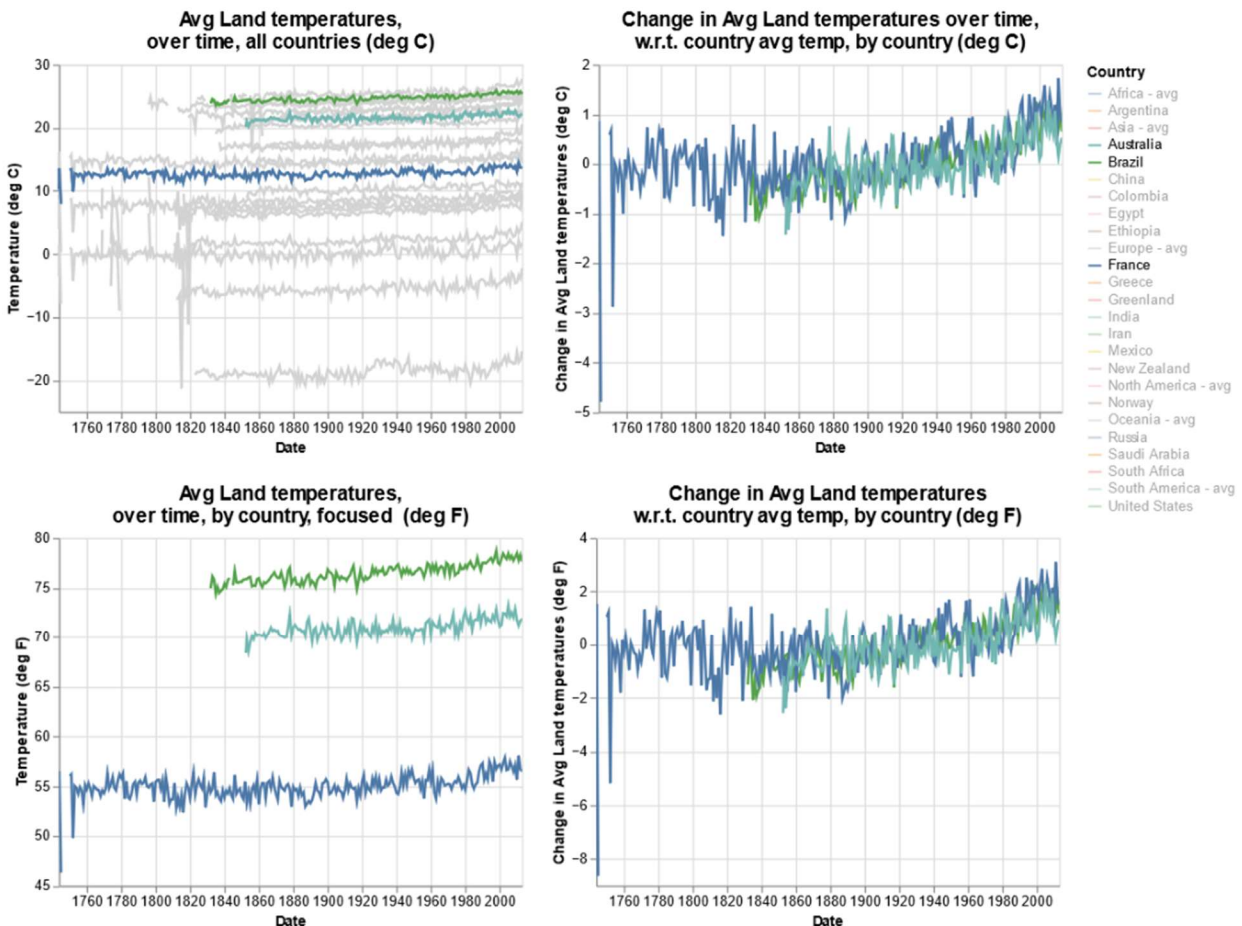 Avg Land temperatures,
over time, all countries (deg C)
30
20
10
0
−10
−20
Temperature (deg C)
1760 1780 1800 1820 1840 1860 1880 1900 1920 1940 1960 1980 2000
Date
Change in Avg Land temperatures over time,
w.r.t. country avg temp, by country (deg C)
2
1
0
−1
−2
−3
−4
−5
Change in Avg Land temperatures (deg C)
1760 1780 1800 1820 1840 1860 1880 1900 1920 1940 1960 1980 2000
Date
Country
Africa - avg
Argentina
Asia - avg
Australia
Brazil
China
Colombia
Egypt
Ethiopia
Europe - avg
France
Greece
Greenland
India
Iran
Mexico
New Zealand
North America - avg
Norway
Oceania - avg
Russia
Saudi Arabia
South Africa
South America - avg
United States
Avg Land temperatures,
over time, by country, focused (deg F)
80
75
70
65
60
55
50
45
Temperature (deg F)
1760 1780 1800 1820 1840 1860 1880 1900 1920 1940 1960 1980 2000
Date
Change in Avg Land temperatures
w.r.t. country avg temp, by country (deg F)
4
2
0
−2
−4
−6
−8
Change in Avg Land temperatures (deg F)
1760 1780 1800 1820 1840 1860 1880 1900 1920 1940 1960 1980 2000
Date